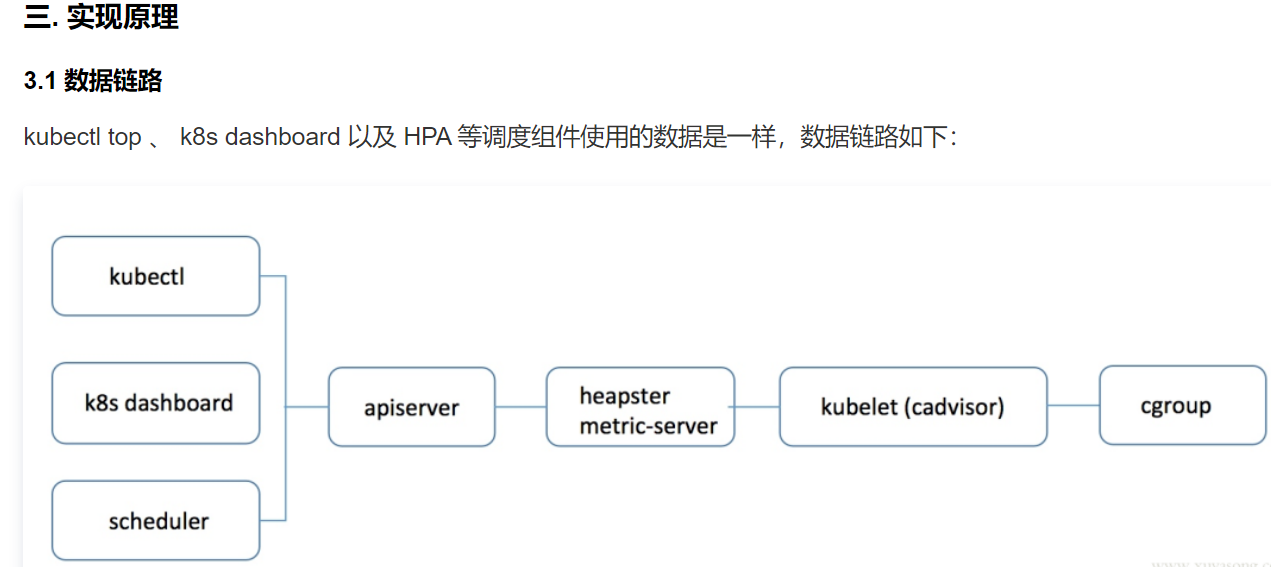 三. 实现原理
3.1 数据链路
kubectl top 、 k8s dashboard 以及 HPA 等调度组件使用的数据是一样，数据链路如下：
kubectl
k8s dashboard
scheduler
apiserver
heapster
metric-server
kubelet (cadvisor)
cgroup